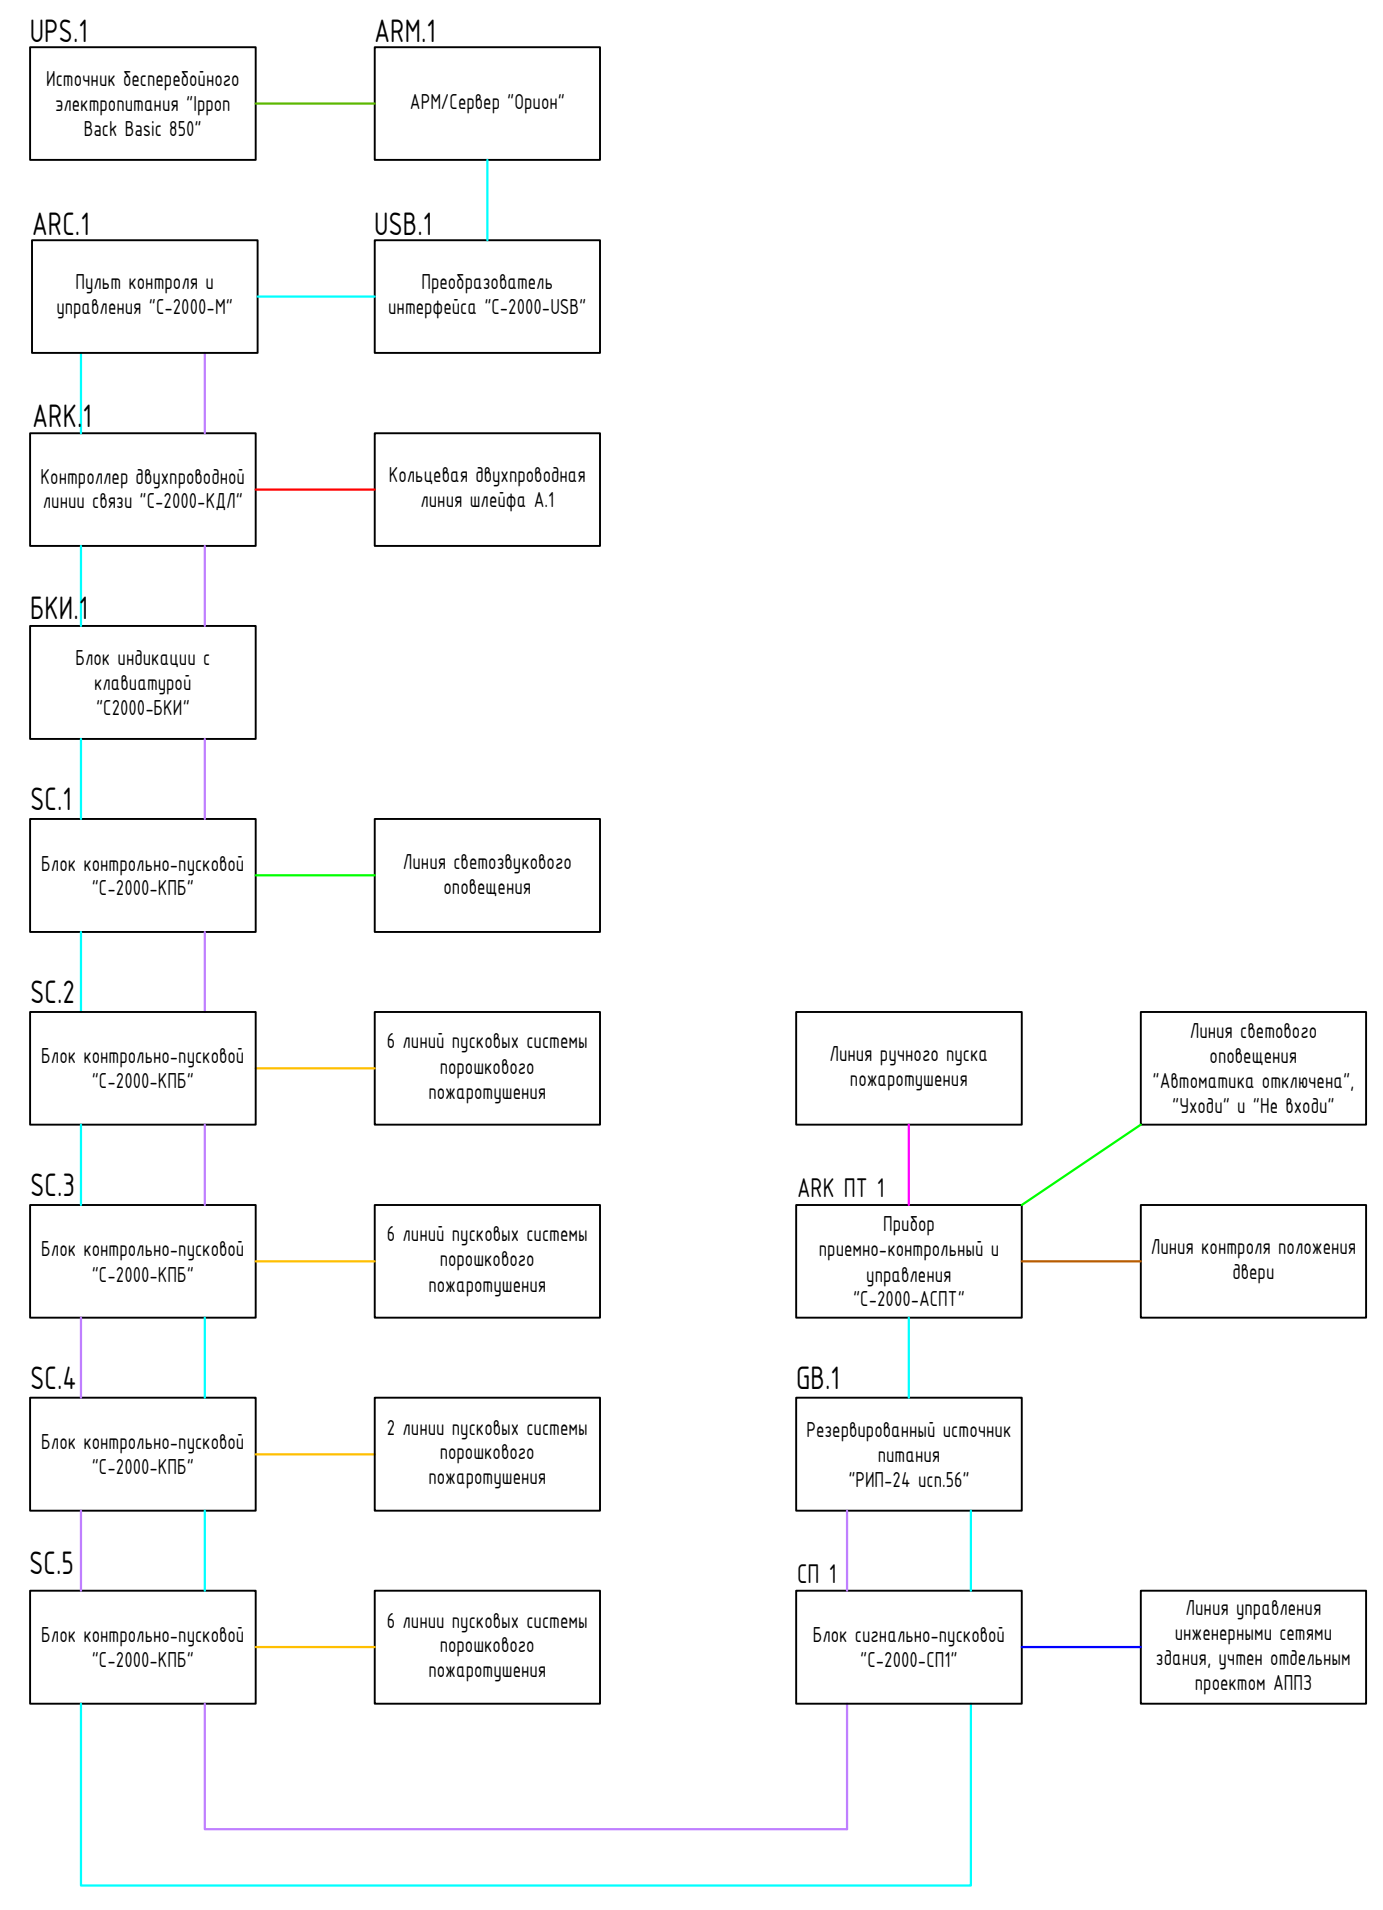 UPS.1
Источник бесперебойного
электропитания "Ippon
Back Basic 850"
ARM.1
АРМ/Сервер "Орион"
ARC.1
Пульт контроля и
управления "С-2000-М"
USB.1
Преобразователь
интерфейса "С-2000-USB"
ARK.1
Контроллер двухпроводной
линии связи "С-2000-КДЛ"
Кольцевая двухпроводная
линия шлейфа А.1
БКИ.1
Блок индикации с
клавиатурой
"С2000-БКИ"
SC.1
Блок контрольно-пусковой
"С-2000-КПБ"
Линия светозвукового
оповещения
SC.2
Блок контрольно-пусковой
"С-2000-КПБ"
6 линий пусковых системы
порошкового
пожаротушения
SC.3
Блок контрольно-пусковой
"С-2000-КПБ"
6 линий пусковых системы
порошкового
пожаротушения
SC.4
Блок контрольно-пусковой
"С-2000-КПБ"
2 линии пусковых системы
порошкового
пожаротушения
SC.5
Блок контрольно-пусковой
"С-2000-КПБ"
6 линии пусковых системы
порошкового
пожаротушения
Линия ручного пуска
пожаротушения
Линия светового
оповещения
"Автоматика отключена",
"Уходи" и "Не входи"
ARK ПТ 1
Прибор
приемно-контрольный и
управления
"С-2000-АСПТ"
Линия контроля положения
двери
GB.1
Резервированный источник
питания
"РИП-24 исп.56"
СП 1
Блок сигнально-пусковой
"С-2000-СП1"
Линия управления
инженерными сетями
здания, учтен отдельным
проектом АППЗ